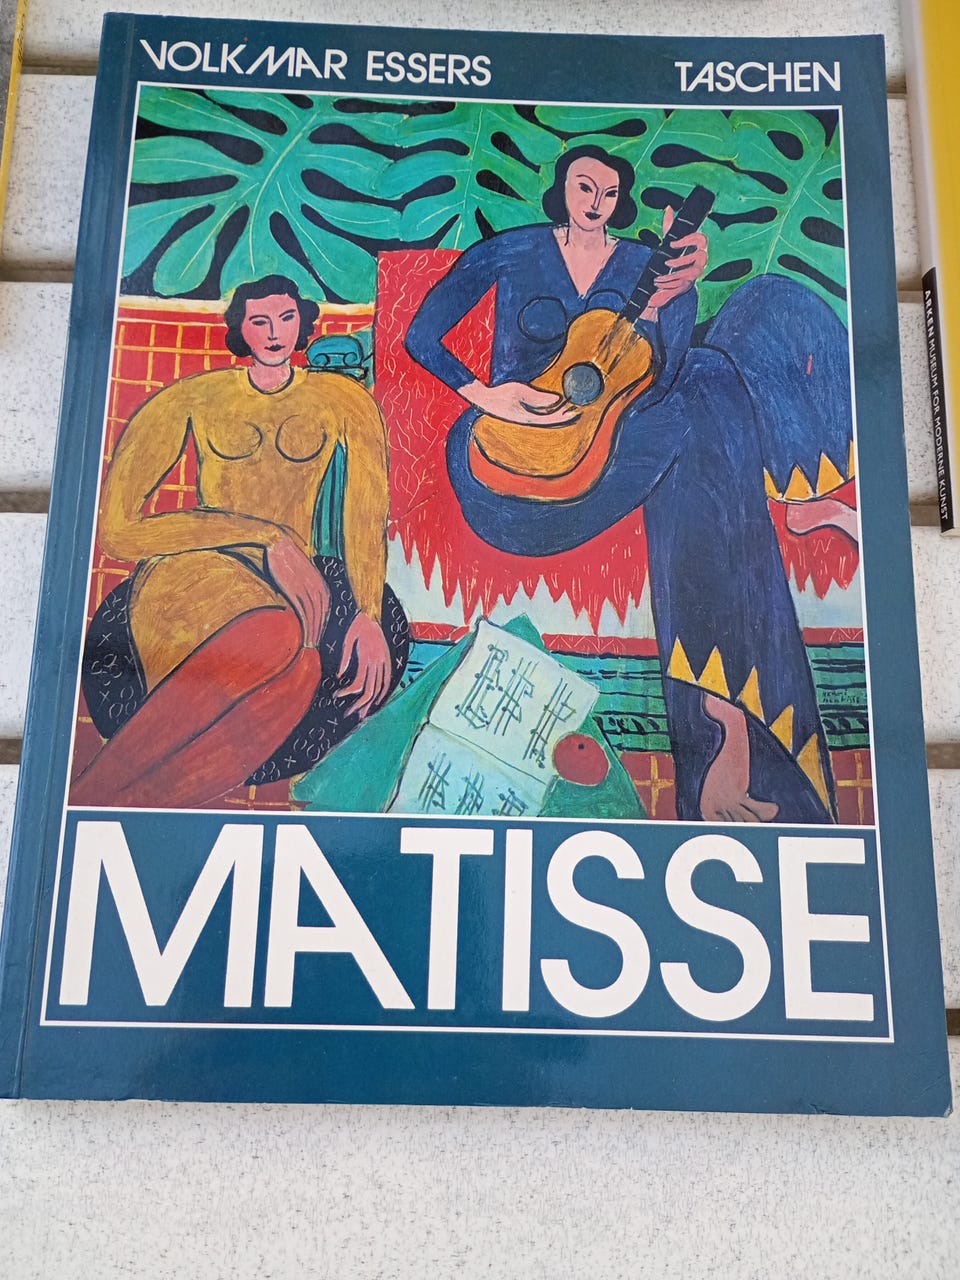 VOLKMAR ESSERS
TASCHEN
MATISSE
ARKEN MUSEUM FOR MODERNE KUNST